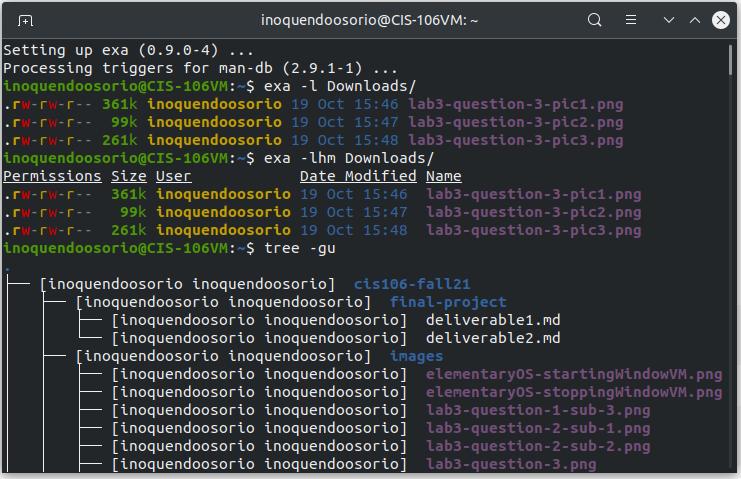 inoquendoosorio@CIS-106VM: ~
Setting up exa (0.9.0-4) ...
Processing triggers for man-db (2.9.1-1) ...
inoquendoosorio@CIS-106VM:~$ exa -l Downloads/
.rw-rw-r-- 361k inoquendoosorio 19 Oct 15:46 lab3-question-3-pic1.png
.rw-rw-r--  99k inoquendoosorio 19 Oct 15:47 lab3-question-3-pic2.png
.rw-rw-r-- 261k inoquendoosorio 19 Oct 15:48 lab3-question-3-pic3.png
inoquendoosorio@CIS-106VM:~$ exa -lhm Downloads/
Permissions Size User            Date Modified Name
.rw-rw-r--  361k inoquendoosorio 19 Oct 15:46  lab3-question-3-pic1.png
.rw-rw-r--   99k inoquendoosorio 19 Oct 15:47  lab3-question-3-pic2.png
.rw-rw-r--  261k inoquendoosorio 19 Oct 15:48  lab3-question-3-pic3.png
inoquendoosorio@CIS-106VM:~$ tree -gu
.
├── [inoquendoosorio inoquendoosorio]  cis106-fall21
│   ├── [inoquendoosorio inoquendoosorio]  final-project
│   │   ├── [inoquendoosorio inoquendoosorio]  deliverable1.md
│   │   └── [inoquendoosorio inoquendoosorio]  deliverable2.md
│   ├── [inoquendoosorio inoquendoosorio]  images
│   │   ├── [inoquendoosorio inoquendoosorio]  elementaryOS-startingWindowVM.png
│   │   ├── [inoquendoosorio inoquendoosorio]  elementaryOS-stoppingWindowVM.png
│   │   ├── [inoquendoosorio inoquendoosorio]  lab3-question-1-sub-3.png
│   │   ├── [inoquendoosorio inoquendoosorio]  lab3-question-2-sub-1.png
│   │   ├── [inoquendoosorio inoquendoosorio]  lab3-question-2-sub-2.png
│   │   ├── [inoquendoosorio inoquendoosorio]  lab3-question-3.png